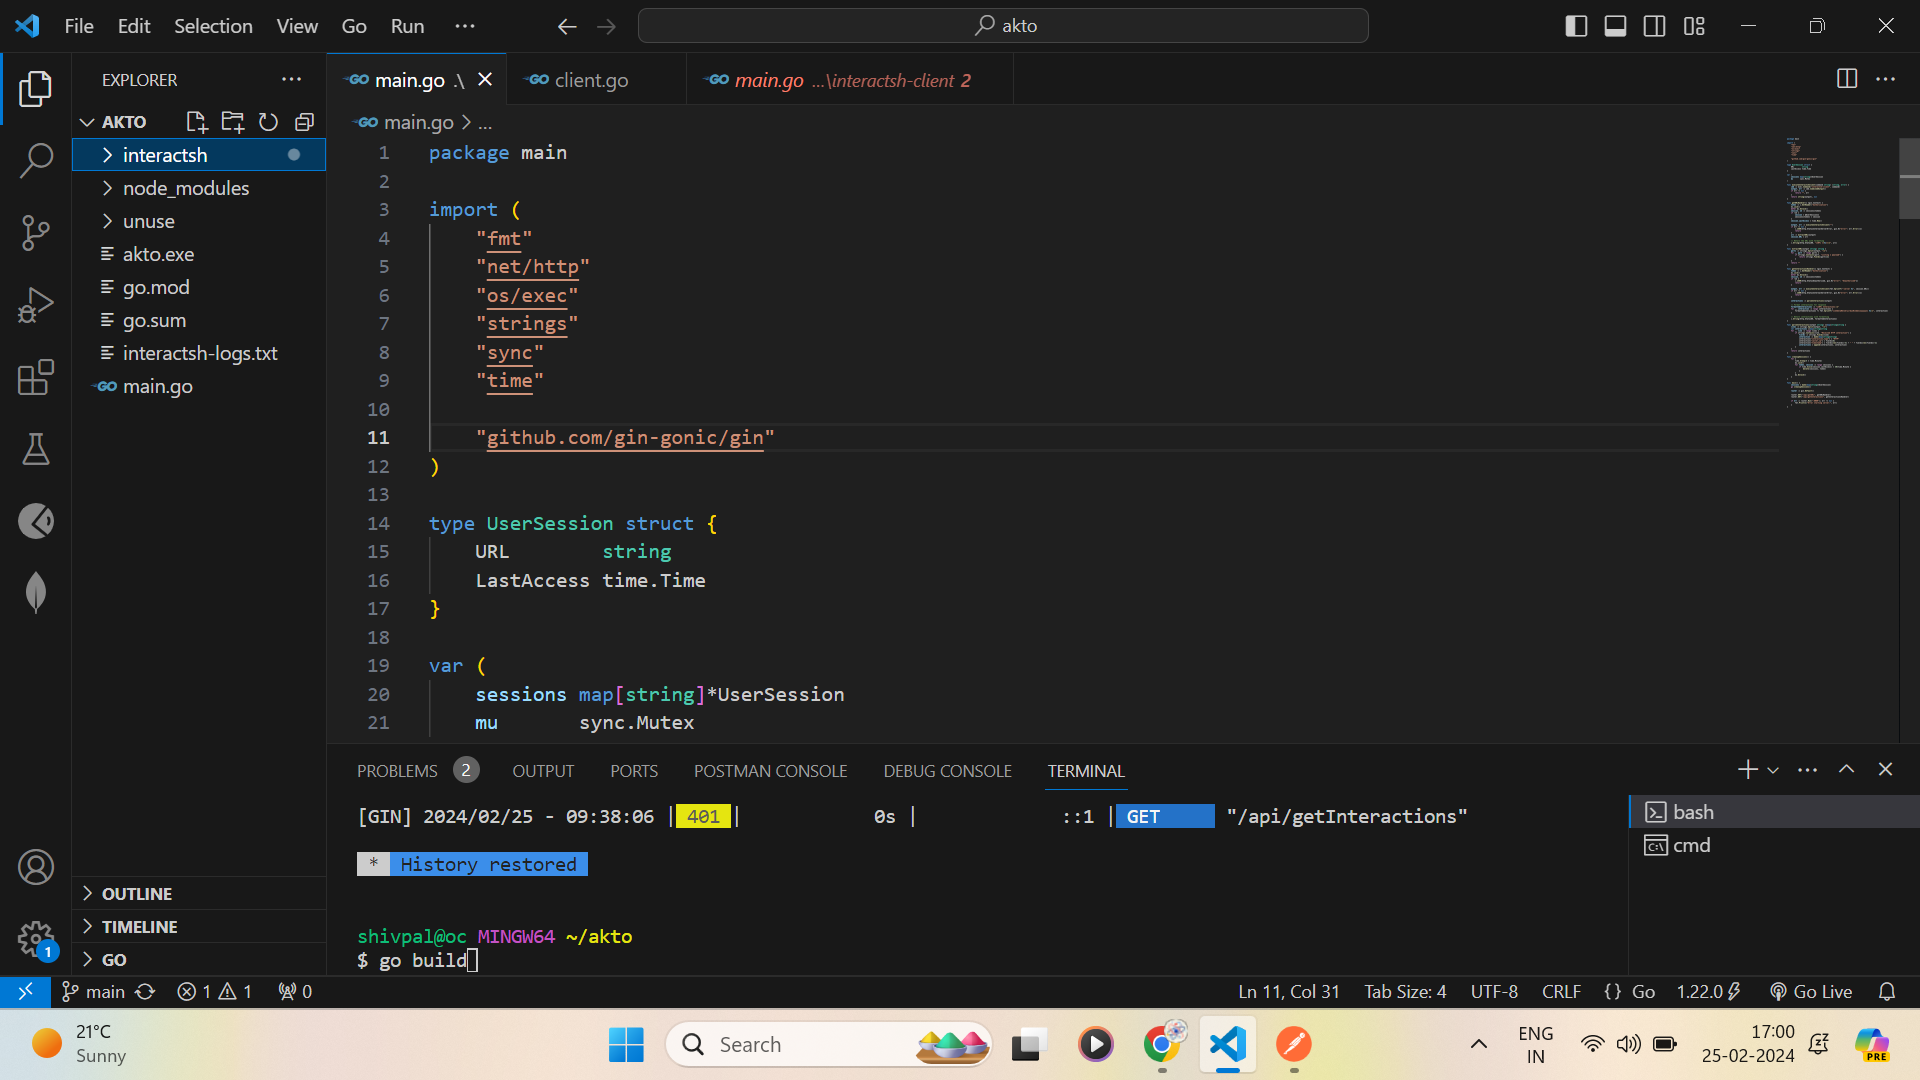 File Edit Selection View Go Run ···
akto
EXPLORER ···
main.go .\
client.go
main.go ...\interactsh-client 2
AKTO
interactsh
node_modules
unuse
akto.exe
go.mod
go.sum
interactsh-logs.txt
main.go
OUTLINE
TIMELINE
GO
main.go > ...
1 package main
2
3 import (
4 "fmt"
5 "net/http"
6 "os/exec"
7 "strings"
8 "sync"
9 "time"
10
11 "github.com/gin-gonic/gin"
12 )
13
14 type UserSession struct {
15 URL string
16 LastAccess time.Time
17 }
18
19 var (
20 sessions map[string]*UserSession
21 mu sync.Mutex
PROBLEMS 2 OUTPUT PORTS POSTMAN CONSOLE DEBUG CONSOLE TERMINAL
[GIN] 2024/02/25 - 09:38:06 | 401 | 0s | ::1 | GET "/api/getInteractions"
* History restored
shivpal@oc MINGW64 ~/akto
$ go build
bash
cmd
1
main 1 1 0
Ln 11, Col 31 Tab Size: 4 UTF-8 CRLF {} Go 1.22.0 Go Live
21°C
Sunny
Search
ENG
IN
17:00
25-02-2024
PRE